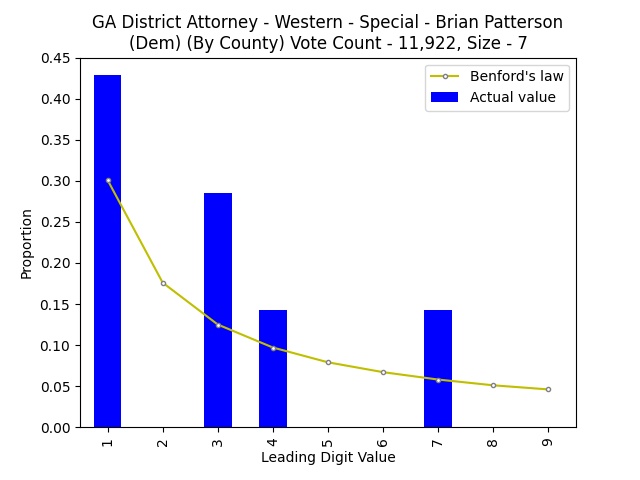 GA District Attorney - Western - Special - Brian Patterson
(Dem) (By County) Vote Count - 11,922, Size - 7
Benford's law
Actual value
0.45
0.40
0.35
0.30
0.25
0.20
0.15
0.10
0.05
0.00
Proportion
1 2 3 4 5 6 7 8 9
Leading Digit Value